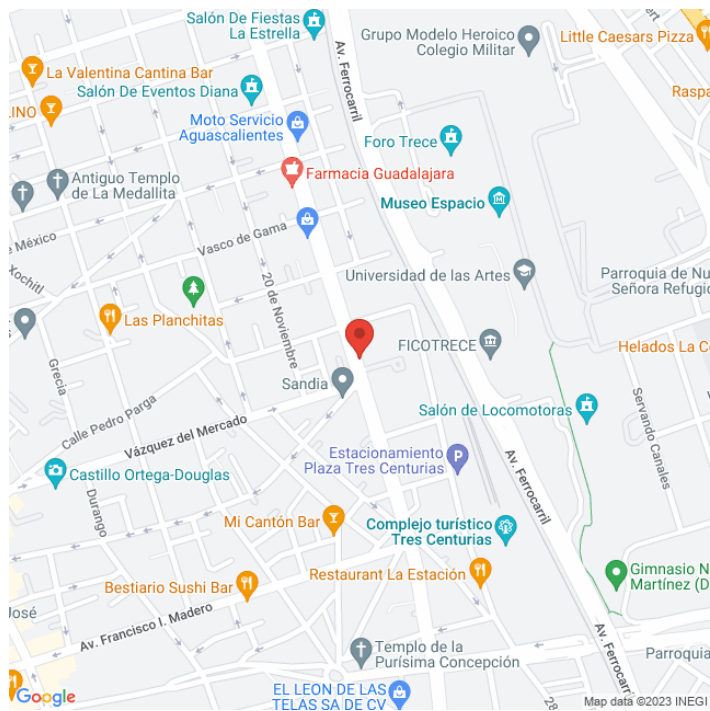 Salón De Fiestas
La Estrella
Av. Ferrocarril
Grupo Modelo Heroico
Colegio Militar
Little Caesars Pizza
La Valentina Cantina Bar
Salón De Eventos Diana
LINO
Raspa
Moto Servicio
Aguascalientes
Foro Trece
Farmacia Guadalajara
Antiguo Templo
de La Medallita
Museo Espacio
e México
Vasco de Gama
Xochitl
20 de Noviembre
Universidad de las Artes
Parroquia de Nu
Señora Refugio
Las Planchitas
FICOTRECE
Helados La Co
Grecia
Sandia
Servando Canales
Calle Pedro Parga
Salón de Locomotoras
Vázquez del Mercado
Estacionamiento
Plaza Tres Centurias
Av. Ferrocarril
Castillo Ortega-Douglas
Durango
Mi Cantón Bar
Complejo turístico
Tres Centurias
Restaurant La Estación
Gimnasio N
Martínez (D
Bestiario Sushi Bar
José
Av. Francisco I. Madero
Av. Ferrocarril
Templo de la
Purísima Concepción
Parroquia
EL LEON DE LAS
TELAS SA DE CV
28
Google
Map data ©2023 INEGI